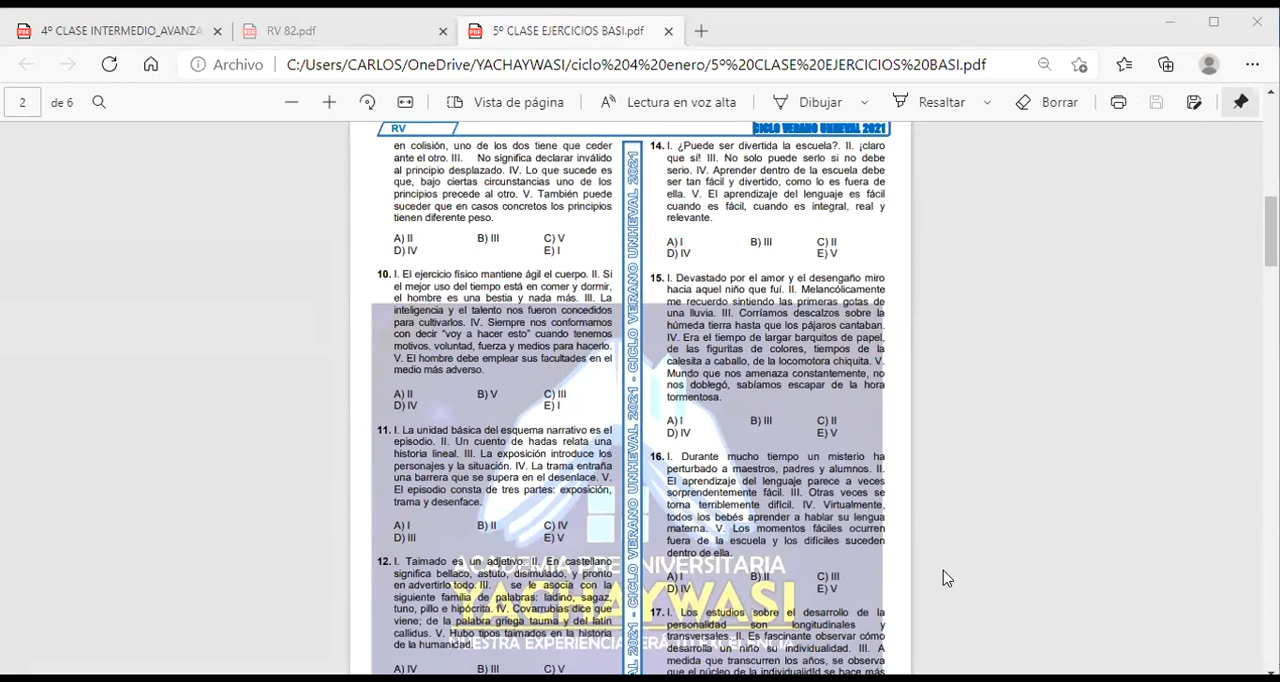 4º CLASE INTERMEDIO_AVANZA
RV 82.pdf
5º CLASE EJERCICIOS BASI.pdf
Archivo
C:/Users/CARLOS/OneDrive/YACHAYWASI/ciclo%204%20enero/5º%20CLASE%20EJERCICIOS%20BASI.pdf
2 de 6
Vista de página
Lectura en voz alta
Dibujar
Resaltar
Borrar
RV
CICLO VERANO UNHEVAL 2021
en colisión, uno de los dos tiene que ceder
ante el otro. III. No significa declarar inválido
al principio desplazado. IV. Lo que sucede es
que, bajo ciertas circunstancias uno de los
principios precede al otro. V. También puede
suceder que en casos concretos los principios
tienen diferente peso.
A) II B) III C) V
D) IV E) I
10. I. El ejercicio físico mantiene ágil el cuerpo. II. Si
el mejor uso del tiempo está en comer y dormir,
el hombre es una bestia y nada más. III. La
inteligencia y el talento nos fueron concedidos
para cultivarlos. IV. Siempre nos conformamos
con decir “voy a hacer esto” cuando tenemos
motivos, voluntad, fuerza y medios para hacerlo.
V. El hombre debe emplear sus facultades en el
medio más adverso.
A) II B) V C) III
D) IV E) I
11. I. La unidad básica del esquema narrativo es el
episodio. II. Un cuento de hadas relata una
historia lineal. III. La exposición introduce los
personajes y la situación. IV. La trama entraña
una barrera que se supera en el desenlace. V.
El episodio consta de tres partes: exposición,
trama y desenface.
A) I B) II C) IV
D) III E) V
12. I. Taimado es un adjetivo. II. En castellano
significa bellaco, astuto, disimulado, y pronto
en advertirlo todo. III. se le asocia con la
siguiente familia de palabras: ladino, sagaz,
tuno, pillo e hipócrita. IV. Covarrubias dice que
viene; de la palabra griega tauma y del latín
callidus. V. Hubo tipos taimados en la historia
de la humanidad.
A) IV B) III C) V
CICLO VERANO UNHEVAL 2021 - CICLO VERANO UNHEVAL 2021 - CICLO VERANO UNHEVAL 2021
14. I. ¿Puede ser divertida la escuela?. II. ¡claro
que sí! III. No solo puede serlo si no debe
serio. IV. Aprender dentro de la escuela debe
ser tan fácil y divertido, como lo es fuera de
ella. V. El aprendizaje del lenguaje es fácil
cuando es fácil, cuando es integral, real y
relevante.
A) I B) III C) II
D) IV E) V
15. I. Devastado por el amor y el desengaño miro
hacia aquel niño que fuí. II. Melancólicamente
me recuerdo sintiendo las primeras gotas de
una lluvia. III. Corríamos descalzos sobre la
húmeda tierra hasta que los pájaros cantaban.
IV. Era el tiempo de largar barquitos de papel,
de las figuritas de colores, tiempos de la
calesita a caballo, de la locomotora chiquita. V.
Mundo que nos amenaza constantemente, no
nos doblegó, sabíamos escapar de la hora
tormentosa.
A) I B) III C) II
D) IV E) V
16. I. Durante mucho tiempo un misterio ha
perturbado a maestros, padres y alumnos. II.
El aprendizaje del lenguaje parece a veces
sorprendentemente fácil. III. Otras veces se
torna terriblemente difícil. IV. Virtualmente,
todos los bebés aprender a hablar su lengua
materna. V. Los momentos fáciles ocurren
fuera de la escuela y los difíciles suceden
dentro de ella.
A) I B) II C) III
D) IV E) V
17. I. Los estudios sobre el desarrollo de la
personalidad son longitudinales y
transversales. II. Es fascinante observar cómo
desarrolla un niño su individualidad. III. A
medida que transcurren los años, se observa
que el núcleo de la individualidd se hace más
ACADEMIA PREUNIVERSITARIA
YACHAYWASI
NUESTRA EXPERIENCIA SERÁ TU EXCELENCIA